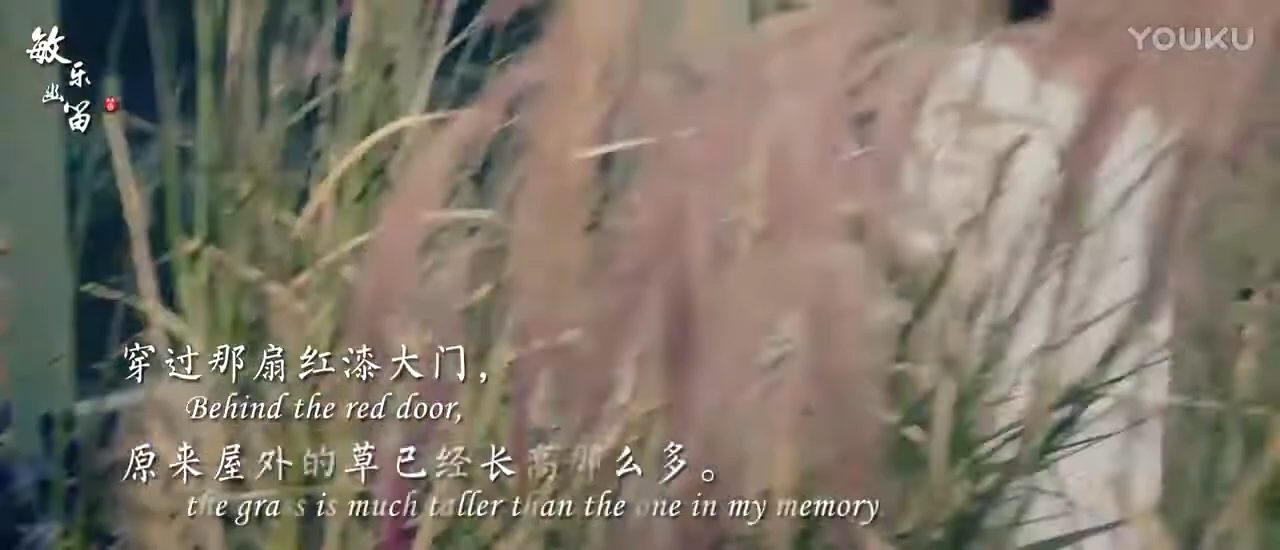 敏乐幽笛
YOUKU
穿过那扇红漆大门，
Behind the red door,
原来屋外的草已经长高那么多。
the grass is much taller than the one in my memory